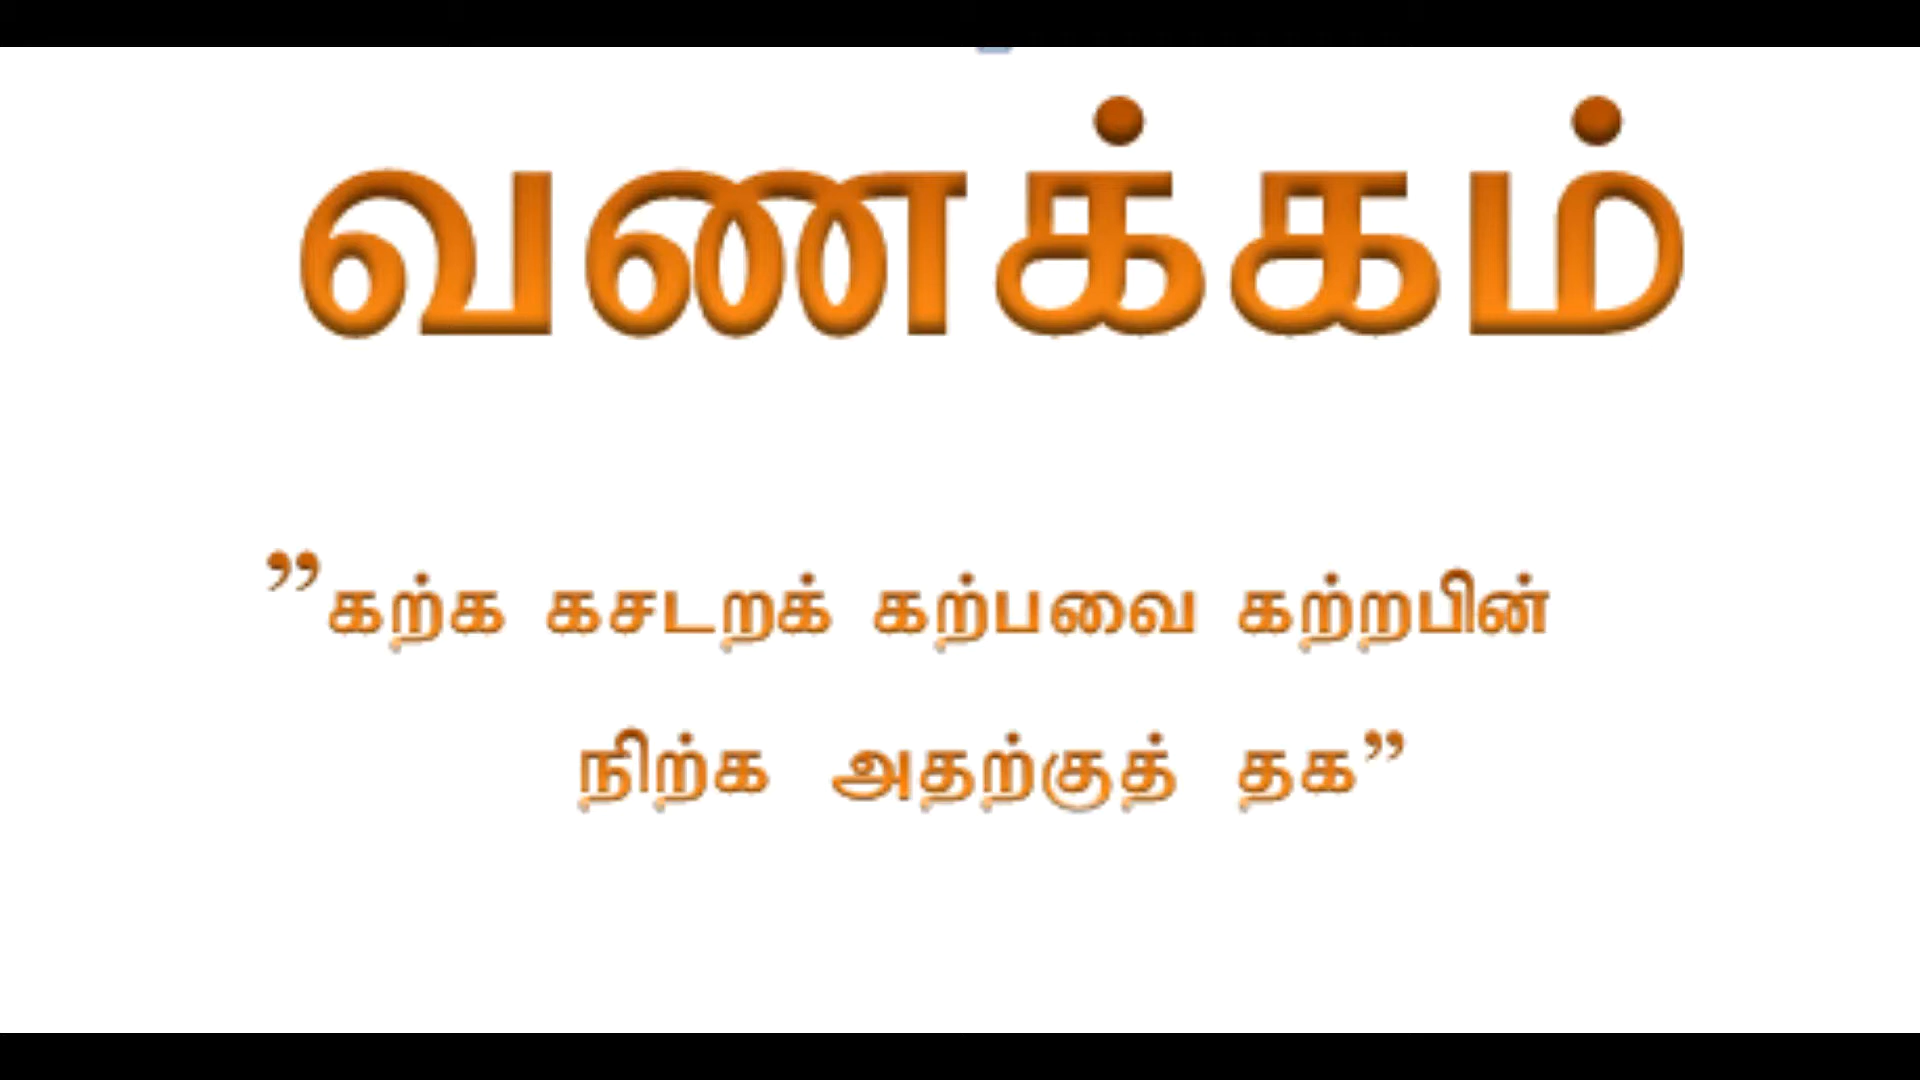 வணக்கம்
”கற்க கசடறக் கற்பவை கற்றபின்
நிற்க அதற்குத் தக”